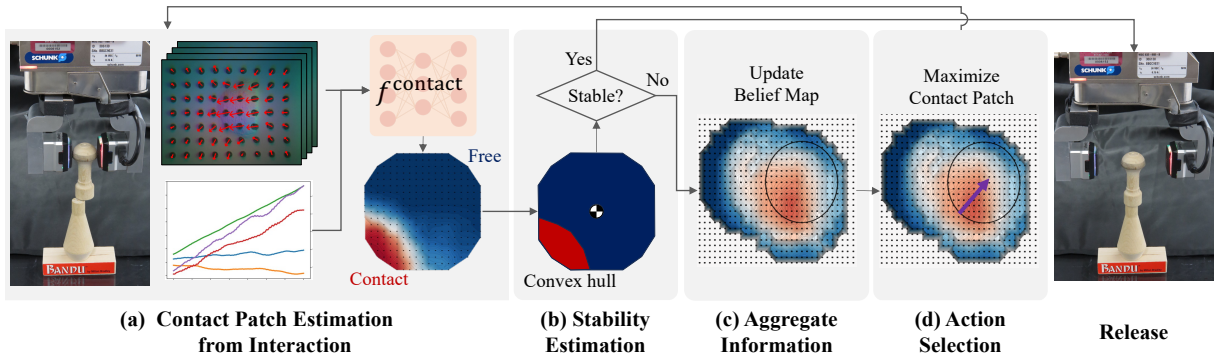 SCHUNK
f contact
Free
Contact
BANDU
Yes
Stable?
No
Convex hull
Update
Belief Map
Maximize
Contact Patch
SCHUNK
BANDU
(a) Contact Patch Estimation
from Interaction
(b) Stability
Estimation
(c) Aggregate
Information
(d) Action
Selection
Release